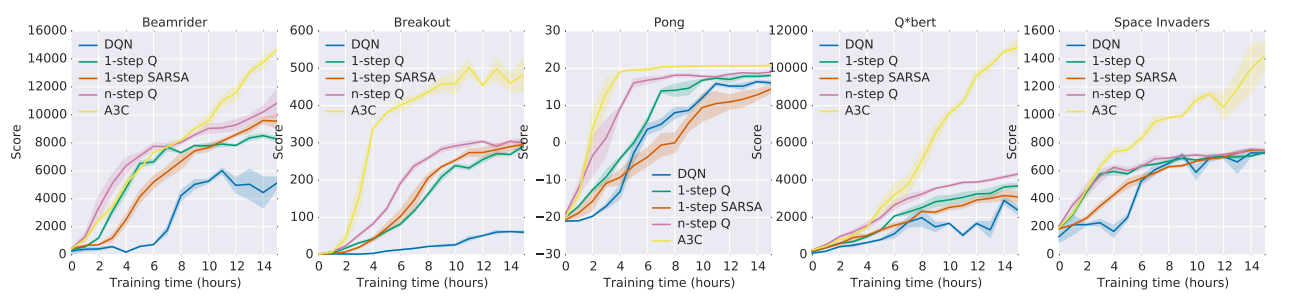 Beamrider
16000
14000
12000
10000
8000
6000
4000
2000
0
Score
DQN
1-step Q
1-step SARSA
n-step Q
A3C
0 2 4 6 8 10 12 14
Training time (hours)
Breakout
600
500
400
300
200
100
0
Score
DQN
1-step Q
1-step SARSA
n-step Q
A3C
0 2 4 6 8 10 12 14
Training time (hours)
Pong
30
20
10
0
−10
−20
−30
DQN
1-step Q
1-step SARSA
n-step Q
A3C
0 2 4 6 8 10 12 14
Training time (hours)
Q*bert
12000
10000
8000
6000
4000
2000
0
Score
DQN
1-step Q
1-step SARSA
n-step Q
A3C
0 2 4 6 8 10 12 14
Training time (hours)
Space Invaders
1600
1400
1200
1000
800
600
400
200
0
Score
DQN
1-step Q
1-step SARSA
n-step Q
A3C
0 2 4 6 8 10 12 14
Training time (hours)